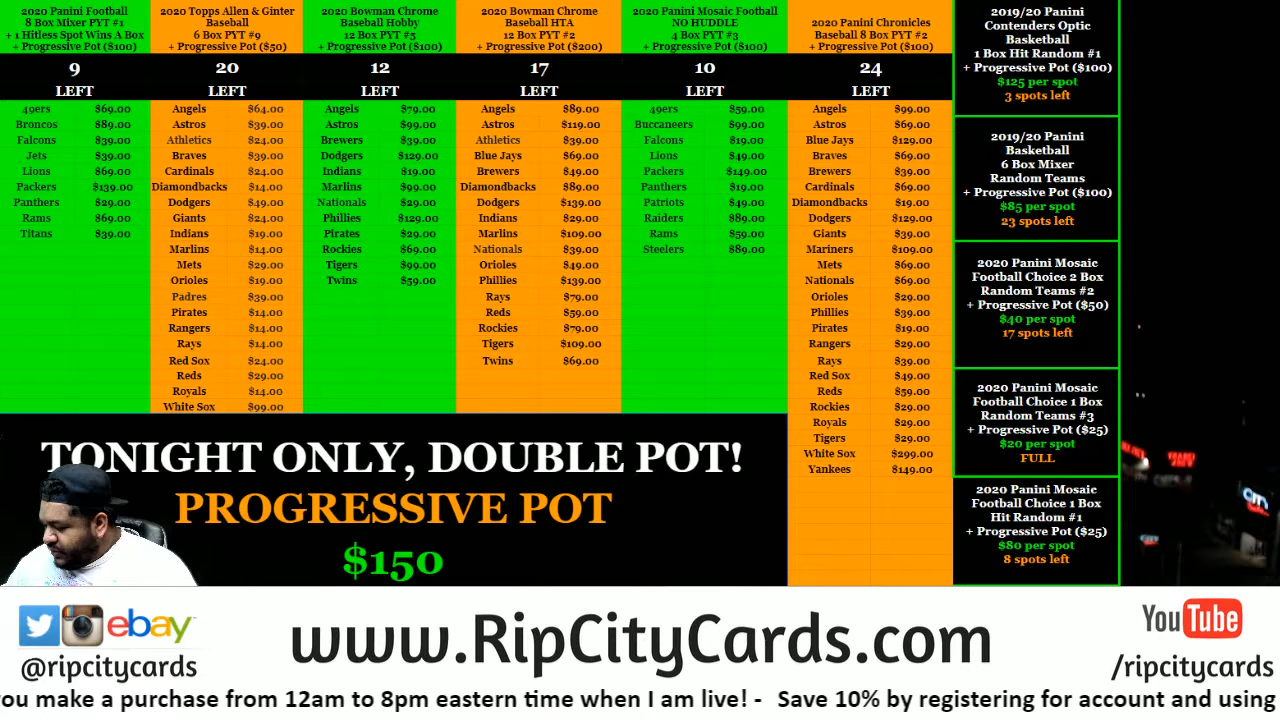 2020 Panini Football
8 Box Mixer PYT #1
+ 1 Hitless Spot Wins A Box
+ Progressive Pot ($100)
9
LEFT
49ers $69.00
Broncos $89.00
Falcons $39.00
Jets $39.00
Lions $69.00
Packers $139.00
Panthers $29.00
Rams $69.00
Titans $39.00
2020 Topps Allen & Ginter
Baseball
6 Box PYT #9
+ Progressive Pot ($50)
20
LEFT
Angels $64.00
Astros $39.00
Athletics $24.00
Braves $39.00
Cardinals $24.00
Diamondbacks $14.00
Dodgers $49.00
Giants $24.00
Indians $19.00
Marlins $14.00
Mets $29.00
Orioles $19.00
Padres $39.00
Pirates $14.00
Rangers $14.00
Rays $14.00
Red Sox $24.00
Reds $29.00
Royals $14.00
White Sox $99.00
2020 Bowman Chrome
Baseball Hobby
12 Box PYT #5
+ Progressive Pot ($100)
12
LEFT
Angels $79.00
Astros $99.00
Brewers $39.00
Dodgers $129.00
Indians $19.00
Marlins $99.00
Nationals $29.00
Phillies $129.00
Pirates $29.00
Rockies $69.00
Tigers $99.00
Twins $59.00
2020 Bowman Chrome
Baseball HTA
12 Box PYT #2
+ Progressive Pot ($200)
17
LEFT
Angels $89.00
Astros $119.00
Athletics $39.00
Blue Jays $69.00
Brewers $49.00
Diamondbacks $89.00
Dodgers $139.00
Indians $29.00
Marlins $109.00
Nationals $39.00
Orioles $49.00
Phillies $139.00
Rays $79.00
Reds $59.00
Rockies $79.00
Tigers $109.00
Twins $69.00
2020 Panini Mosaic Football
NO HUDDLE
4 Box PYT #3
+ Progressive Pot ($100)
10
LEFT
49ers $59.00
Buccaneers $99.00
Falcons $19.00
Lions $49.00
Packers $149.00
Panthers $19.00
Patriots $49.00
Raiders $89.00
Rams $59.00
Steelers $89.00
2020 Panini Chronicles
Baseball 8 Box PYT #2
+ Progressive Pot ($100)
24
LEFT
Angels $99.00
Astros $69.00
Blue Jays $129.00
Braves $69.00
Brewers $39.00
Cardinals $69.00
Diamondbacks $19.00
Dodgers $129.00
Giants $39.00
Mariners $109.00
Mets $69.00
Nationals $69.00
Orioles $29.00
Phillies $39.00
Pirates $19.00
Rangers $29.00
Rays $39.00
Red Sox $49.00
Reds $59.00
Rockies $29.00
Royals $29.00
Tigers $29.00
White Sox $299.00
Yankees $149.00
2019/20 Panini
Contenders Optic
Basketball
1 Box Hit Random #1
+ Progressive Pot ($100)
$125 per spot
3 spots left
2019/20 Panini
Basketball
6 Box Mixer
Random Teams
+ Progressive Pot ($100)
$85 per spot
23 spots left
2020 Panini Mosaic
Football Choice 2 Box
Random Teams #2
+ Progressive Pot ($50)
$40 per spot
17 spots left
2020 Panini Mosaic
Football Choice 1 Box
Random Teams #3
+ Progressive Pot ($25)
$20 per spot
FULL
2020 Panini Mosaic
Football Choice 1 Box
Hit Random #1
+ Progressive Pot ($25)
$80 per spot
8 spots left
TONIGHT ONLY, DOUBLE POT!
PROGRESSIVE POT
$150
ebay
@ripcitycards
www.RipCityCards.com
YouTube
/ripcitycards
you make a purchase from 12am to 8pm eastern time when I am live! - Save 10% by registering for account and using